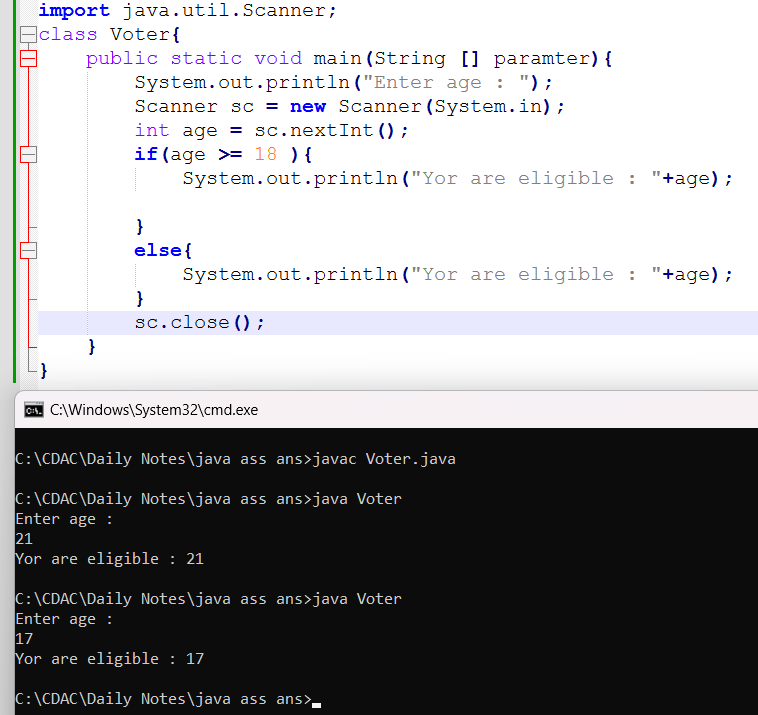 import java.util.Scanner;
class Voter{
    public static void main(String [] paramter){
        System.out.println("Enter age : ");
        Scanner sc = new Scanner(System.in);
        int age = sc.nextInt();
        if(age >= 18 ){
            System.out.println("Yor are eligible : "+age);
        }
        else{
            System.out.println("Yor are eligible : "+age);
        }
        sc.close();
    }
}
C:\Windows\System32\cmd.exe
C:\CDAC\Daily Notes\java ass ans>javac Voter.java
C:\CDAC\Daily Notes\java ass ans>java Voter
Enter age :
21
Yor are eligible : 21
C:\CDAC\Daily Notes\java ass ans>java Voter
Enter age :
17
Yor are eligible : 17
C:\CDAC\Daily Notes\java ass ans>